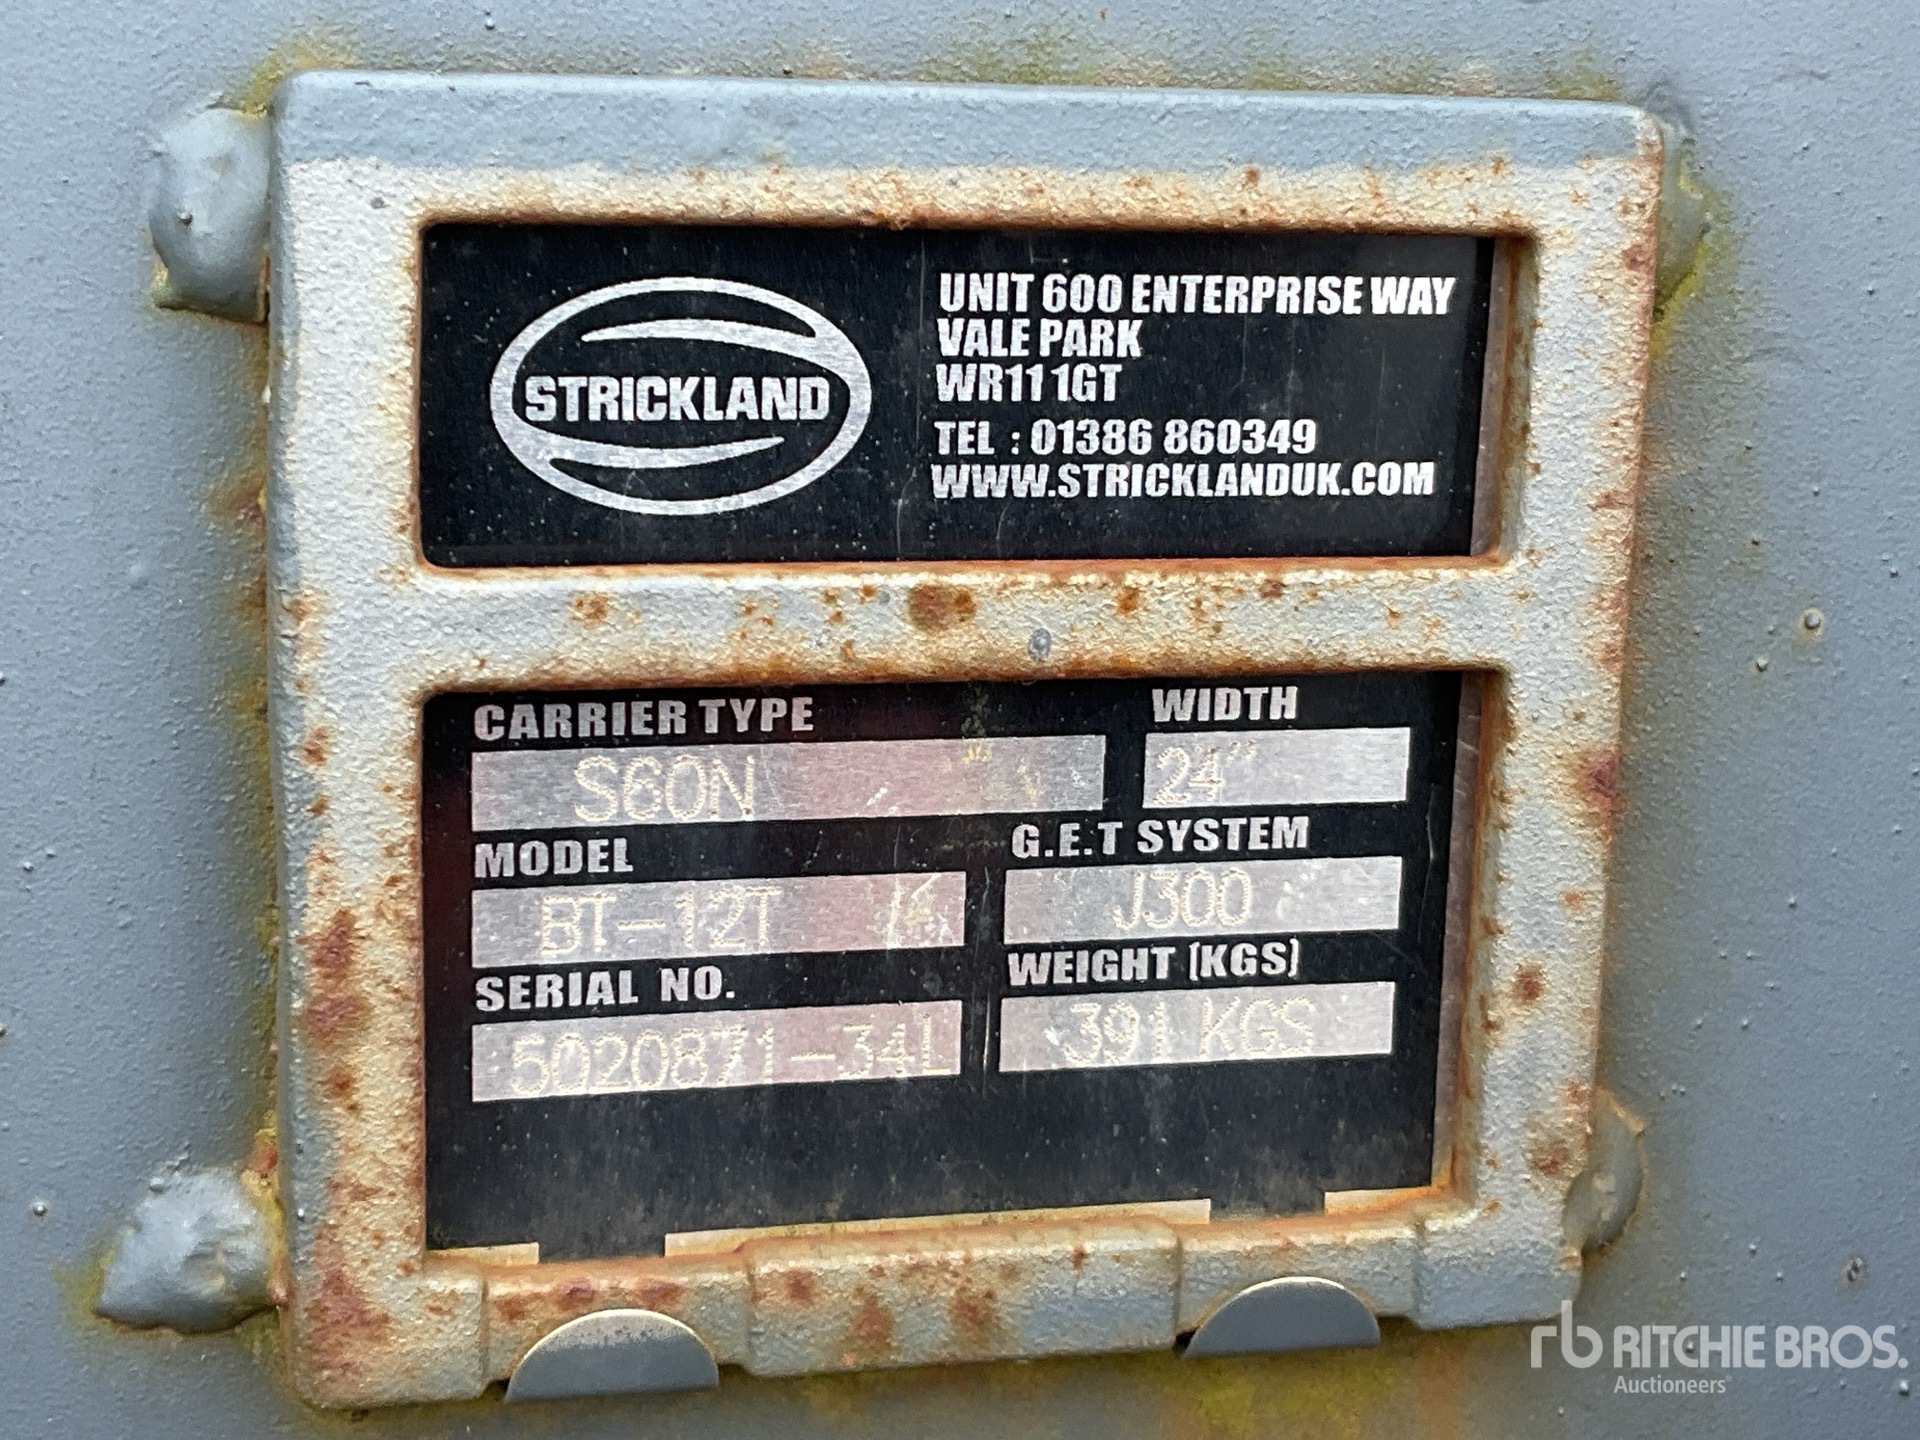 STRICKLAND
UNIT 600 ENTERPRISE WAY
VALE PARK
WR11 1GT
TEL : 01386 860349
WWW.STRICKLANDUK.COM
CARRIER TYPE
S60N
WIDTH
24"
MODEL
BT-12T
G.E.T SYSTEM
J300
SERIAL NO.
5020871-34L
WEIGHT (KGS)
391 KGS
rb RITCHIE BROS.
Auctioneers